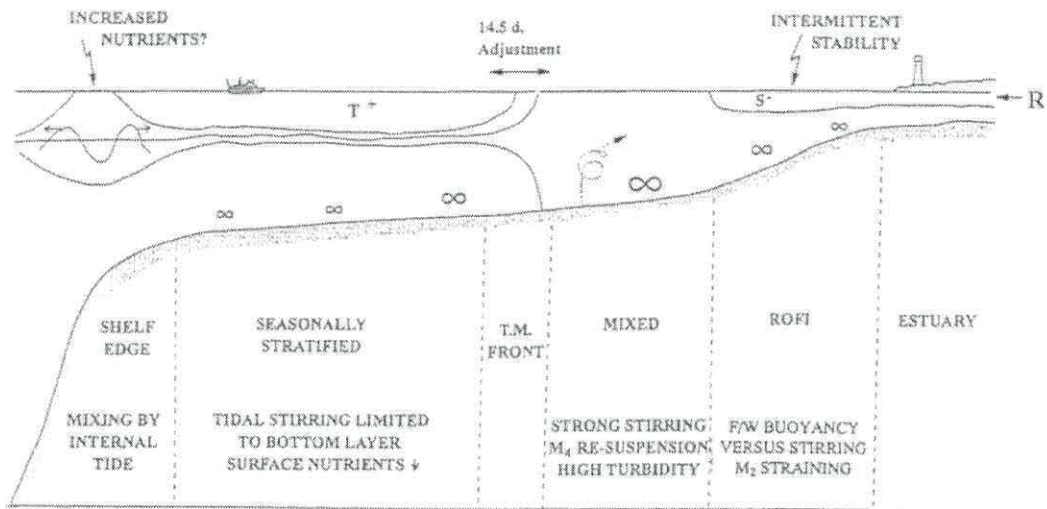 INCREASED
NUTRIENTS?
14.5 d.
Adjustment
INTERMITTENT
STABILITY
T +
S-
R
∞
∞
∞
∞
∞
∞
SHELF
EDGE
SEASONALLY
STRATIFIED
T.M.
FRONT
MIXED
ROFI
ESTUARY
MIXING BY
INTERNAL
TIDE
TIDAL STIRRING LIMITED
TO BOTTOM LAYER
SURFACE NUTRIENTS ↓
STRONG STIRRING
M4 RE-SUSPENSION
HIGH TURBIDITY
F/W BUOYANCY
VERSUS STIRRING
M2 STRAINING